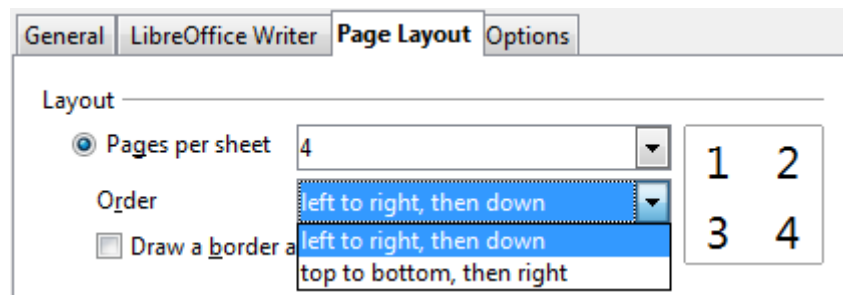 General LibreOffice Writer Page Layout Options
Layout
Pages per sheet 4
1 2
Order left to right, then down
3 4
Draw a border a
left to right, then down
top to bottom, then right